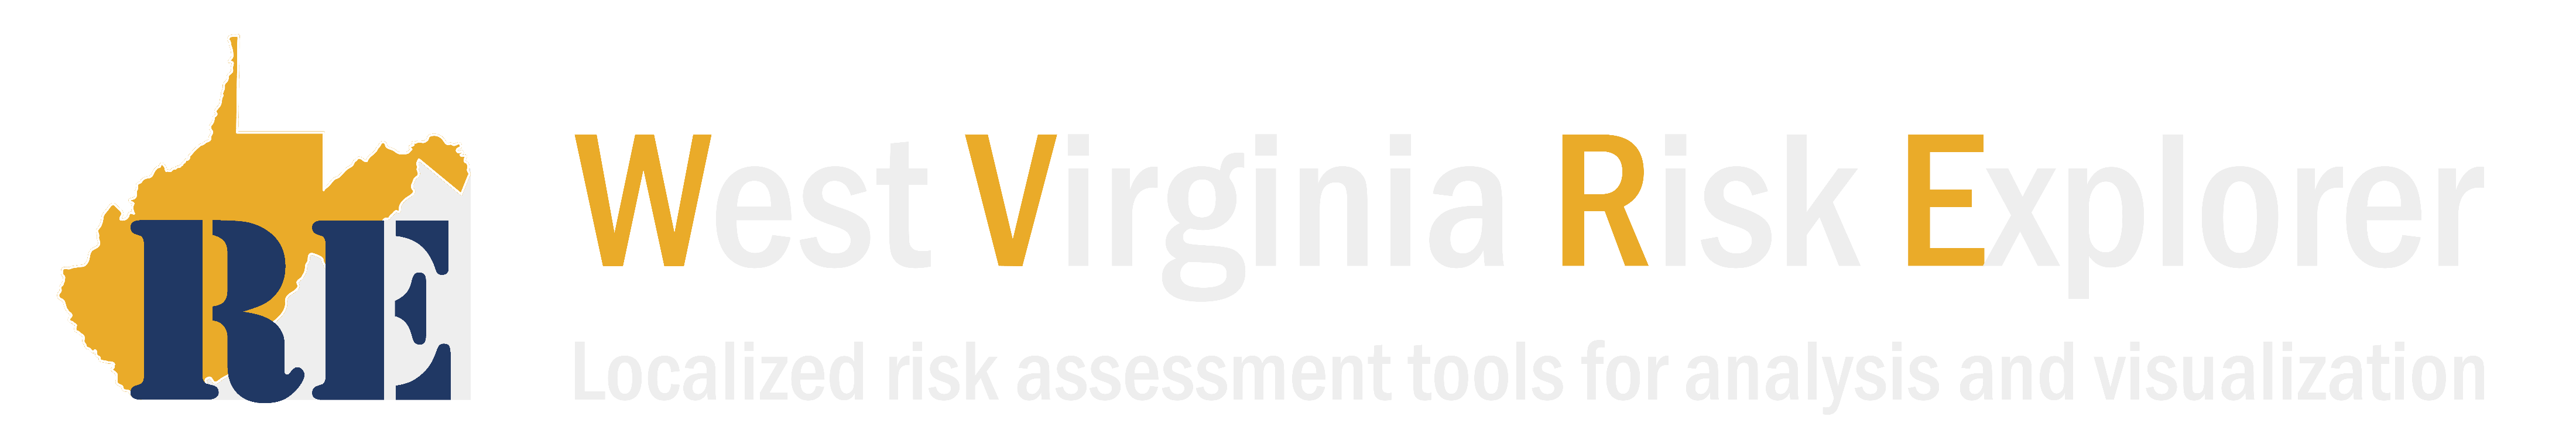 RE
West Virginia Risk Explorer
Localized risk assessment tools for analysis and visualization